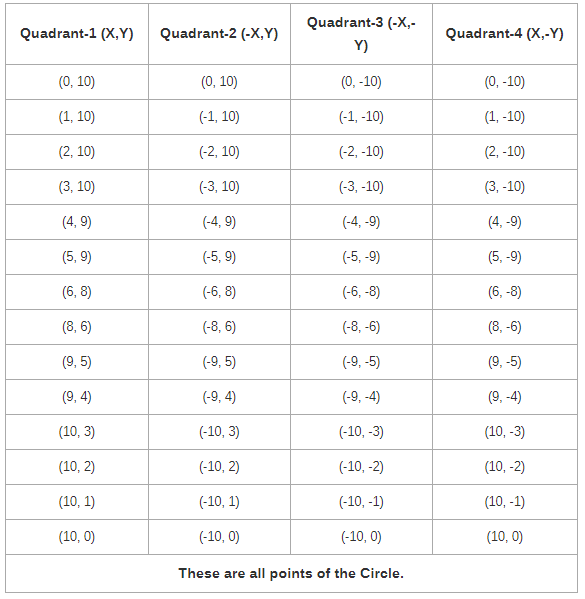 Quadrant-1 (X,Y) Quadrant-2 (-X,Y) Quadrant-3 (-X,-Y) Quadrant-4 (X,-Y)
(0, 10) (0, 10) (0, -10) (0, -10)
(1, 10) (-1, 10) (-1, -10) (1, -10)
(2, 10) (-2, 10) (-2, -10) (2, -10)
(3, 10) (-3, 10) (-3, -10) (3, -10)
(4, 9) (-4, 9) (-4, -9) (4, -9)
(5, 9) (-5, 9) (-5, -9) (5, -9)
(6, 8) (-6, 8) (-6, -8) (6, -8)
(8, 6) (-8, 6) (-8, -6) (8, -6)
(9, 5) (-9, 5) (-9, -5) (9, -5)
(9, 4) (-9, 4) (-9, -4) (9, -4)
(10, 3) (-10, 3) (-10, -3) (10, -3)
(10, 2) (-10, 2) (-10, -2) (10, -2)
(10, 1) (-10, 1) (-10, -1) (10, -1)
(10, 0) (-10, 0) (-10, 0) (10, 0)
These are all points of the Circle.